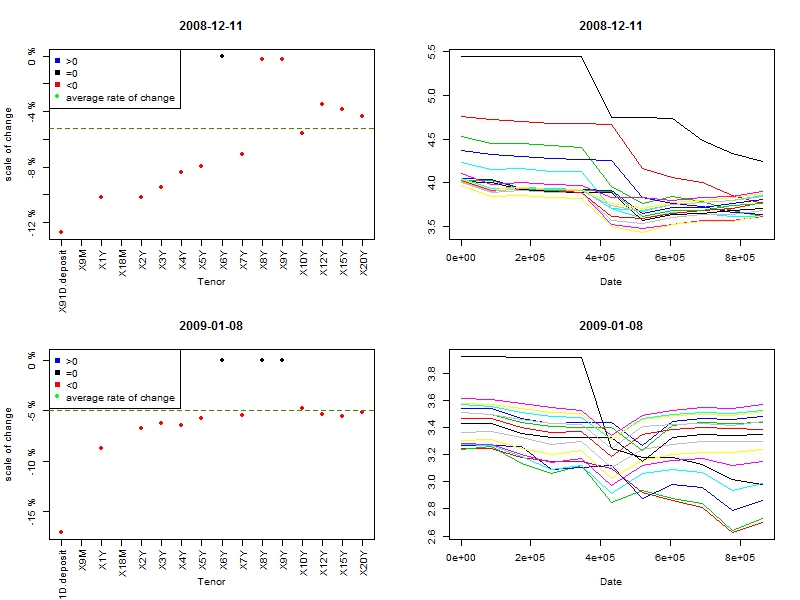 2008-12-11
0 %
-4 %
-8 %
-12 %
scale of change
>0
=0
<0
average rate of change
X91D.deposit
X9M
X1Y
X18M
X2Y
X3Y
X4Y
X5Y
X6Y
X7Y
X8Y
X9Y
X10Y
X12Y
X15Y
X20Y
Tenor
2008-12-11
5.5
5.0
4.5
4.0
3.5
0e+00
2e+05
4e+05
6e+05
8e+05
Date
2009-01-08
0 %
-5 %
-10 %
-15 %
scale of change
>0
=0
<0
average rate of change
1D.deposit
X9M
X1Y
X18M
X2Y
X3Y
X4Y
X5Y
X6Y
X7Y
X8Y
X9Y
X10Y
X12Y
X15Y
X20Y
Tenor
2009-01-08
3.8
3.6
3.4
3.2
3.0
2.8
2.6
0e+00
2e+05
4e+05
6e+05
8e+05
Date